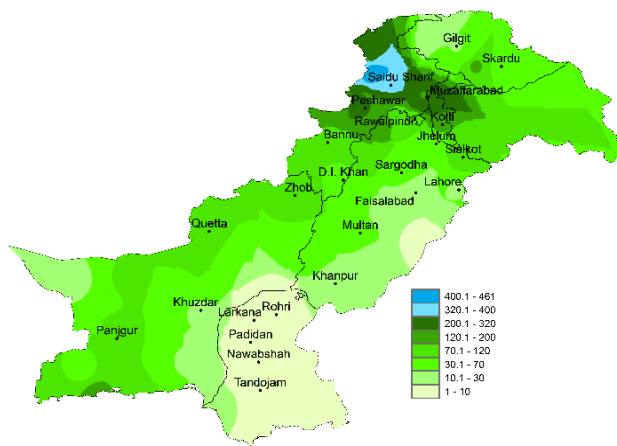 Gilgit
Skardu
Saidu Sharif
Muzaffarabad
Peshawar
Kotli
Rawalpindi
Jhelum
Bannu
Sialkot
Sargodha
D.I. Khan
Lahore
Zhob
Faisalabad
Quetta
Multan
Khanpur
Khuzdar
Rohri
Larkana
Panjgur
Padidan
Nawabshah
Tandojam
400.1 - 461
320.1 - 400
200.1 - 320
120.1 - 200
70.1 - 120
30.1 - 70
10.1 - 30
1 - 10